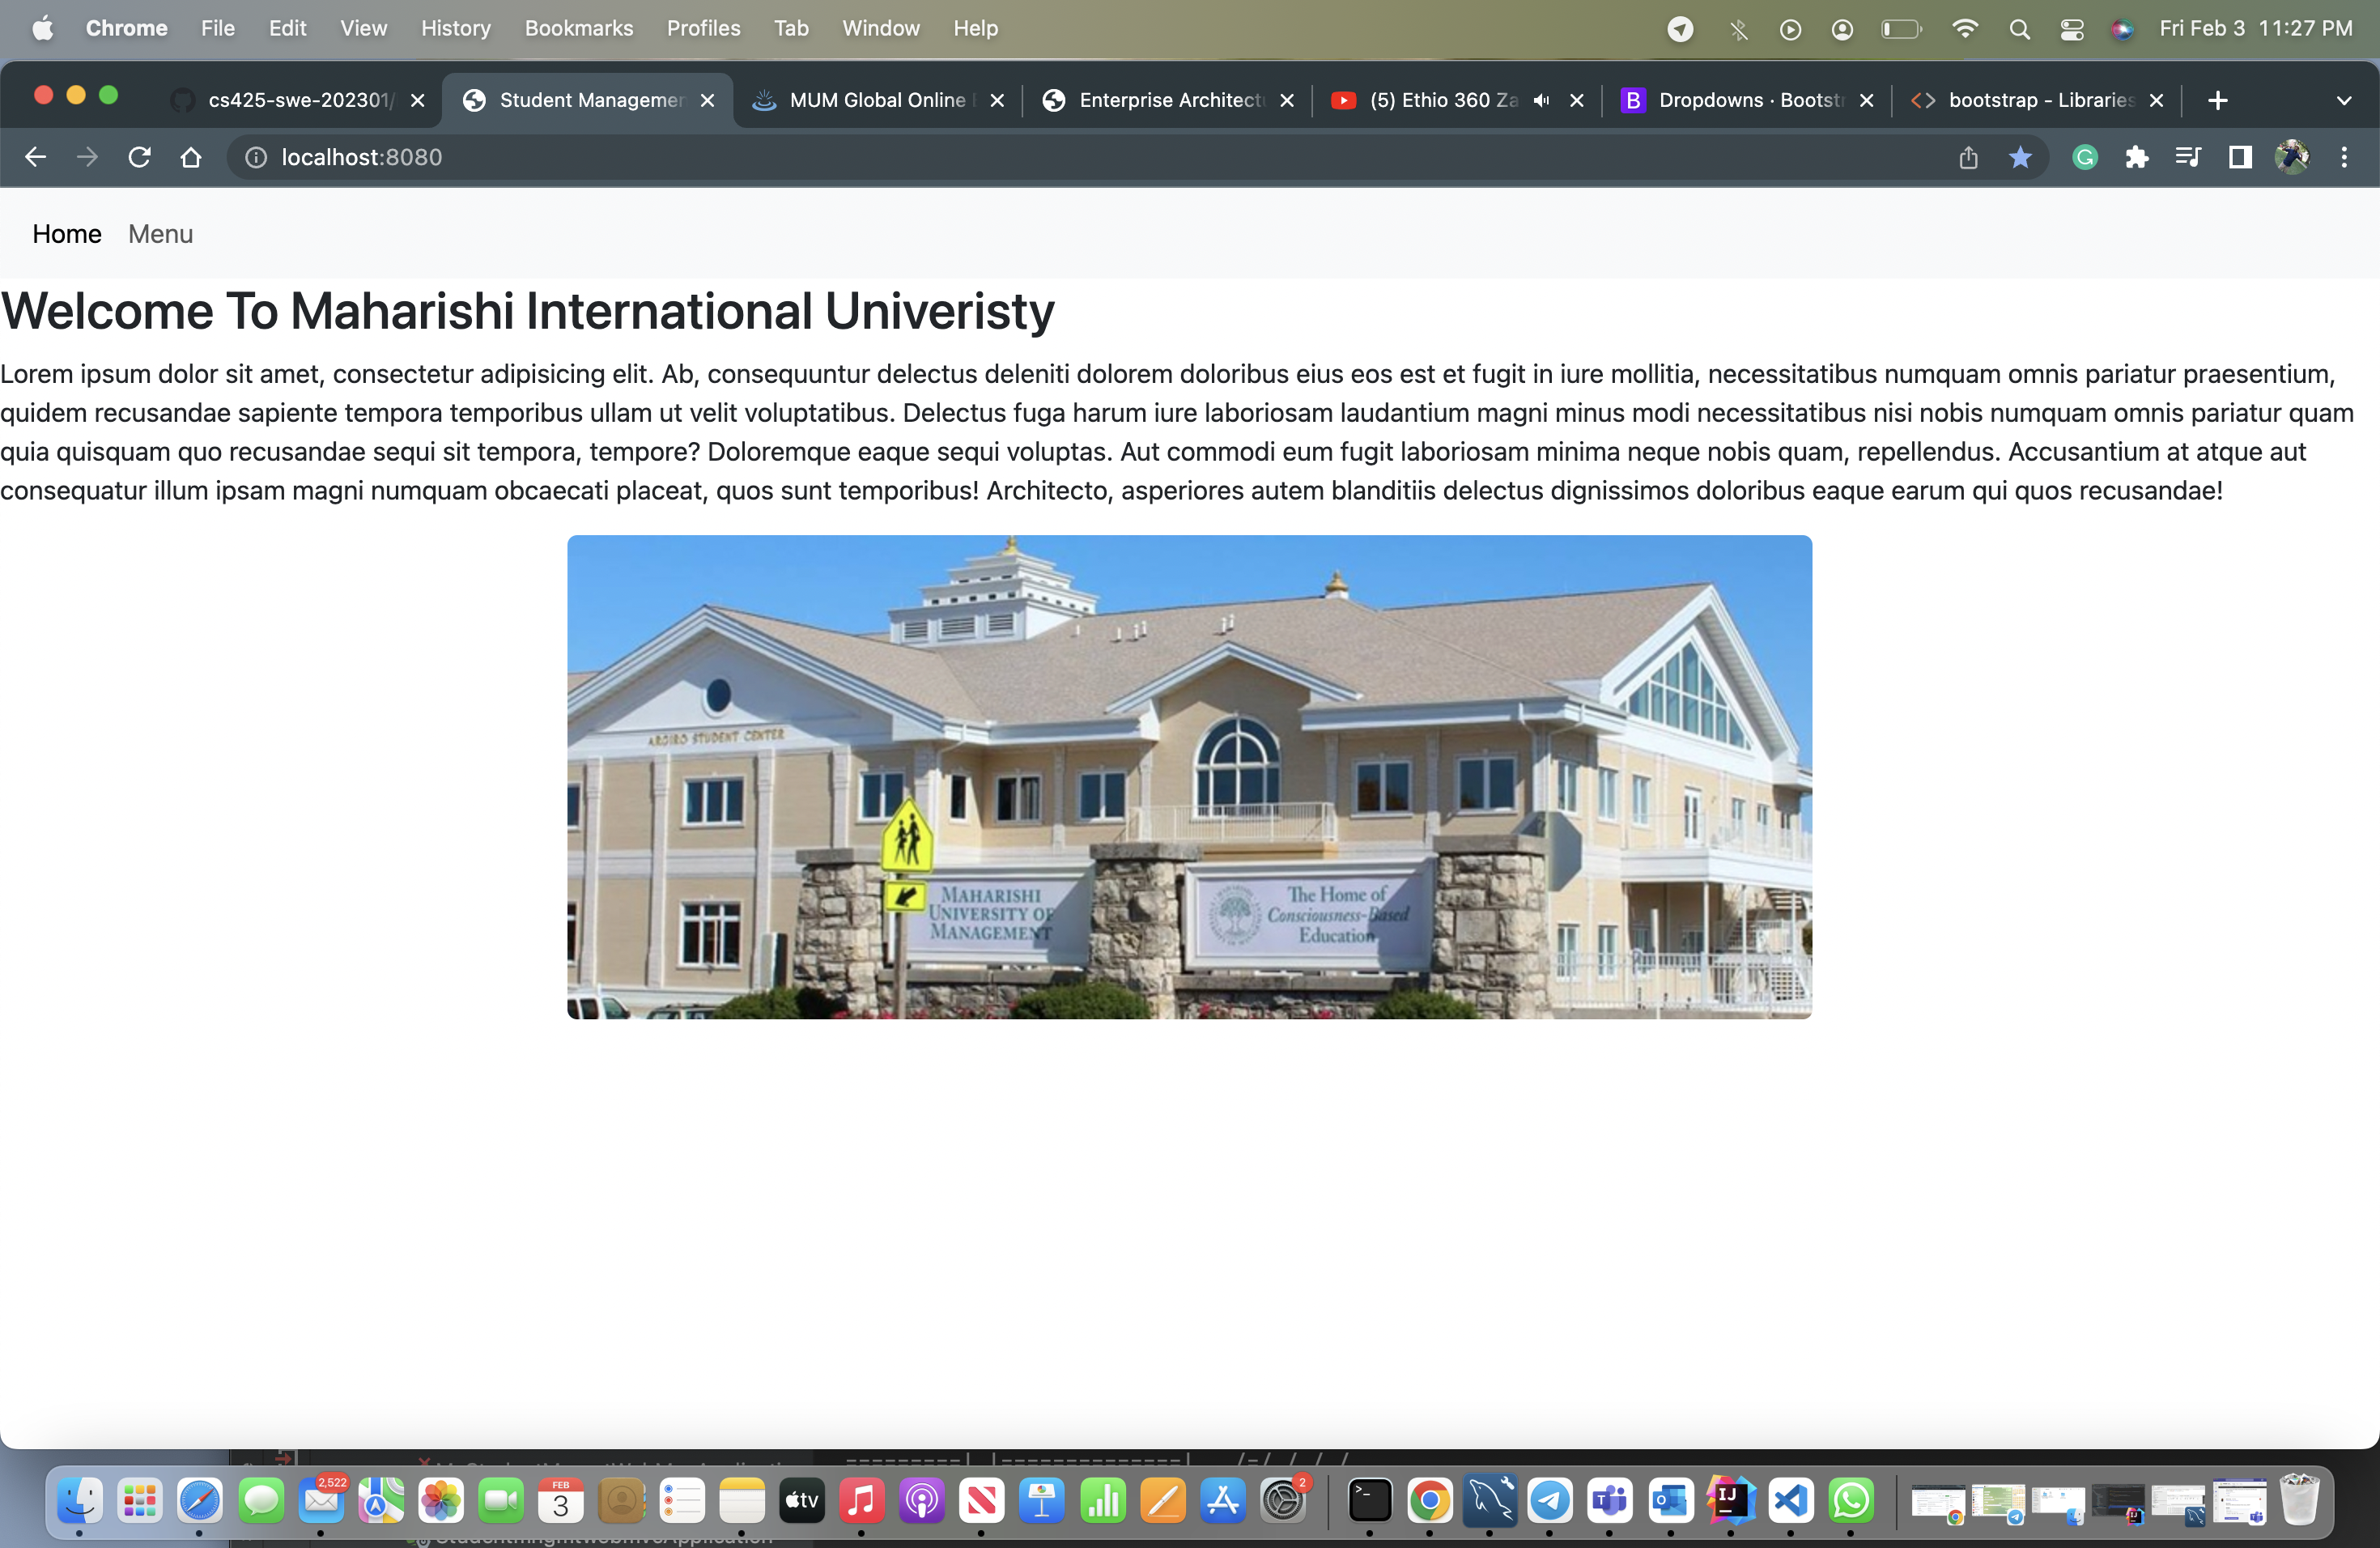 Chrome File Edit View History Bookmarks Profiles Tab Window Help Fri Feb 3 11:27 PM
cs425-swe-202301/ Student Managemen MUM Global Online Enterprise Architectu (5) Ethio 360 Za B Dropdowns · Bootstr bootstrap - Libraries
localhost:8080
Home Menu
Welcome To Maharishi International Univeristy
Lorem ipsum dolor sit amet, consectetur adipisicing elit. Ab, consequuntur delectus deleniti dolorem doloribus eius eos est et fugit in iure mollitia, necessitatibus numquam omnis pariatur praesentium,
quidem recusandae sapiente tempora temporibus ullam ut velit voluptatibus. Delectus fuga harum iure laboriosam laudantium magni minus modi necessitatibus nisi nobis numquam omnis pariatur quam
quia quisquam quo recusandae sequi sit tempora, tempore? Doloremque eaque sequi voluptas. Aut commodi eum fugit laboriosam minima neque nobis quam, repellendus. Accusantium at atque aut
consequatur illum ipsam magni numquam obcaecati placeat, quos sunt temporibus! Architecto, asperiores autem blanditiis delectus dignissimos doloribus eaque earum qui quos recusandae!
ARGIRO STUDENT CENTER
MAHARISHI
UNIVERSITY OF
MANAGEMENT
The Home of
Consciousness-Based
Education
2,522
FEB
3
tv
2
IJ